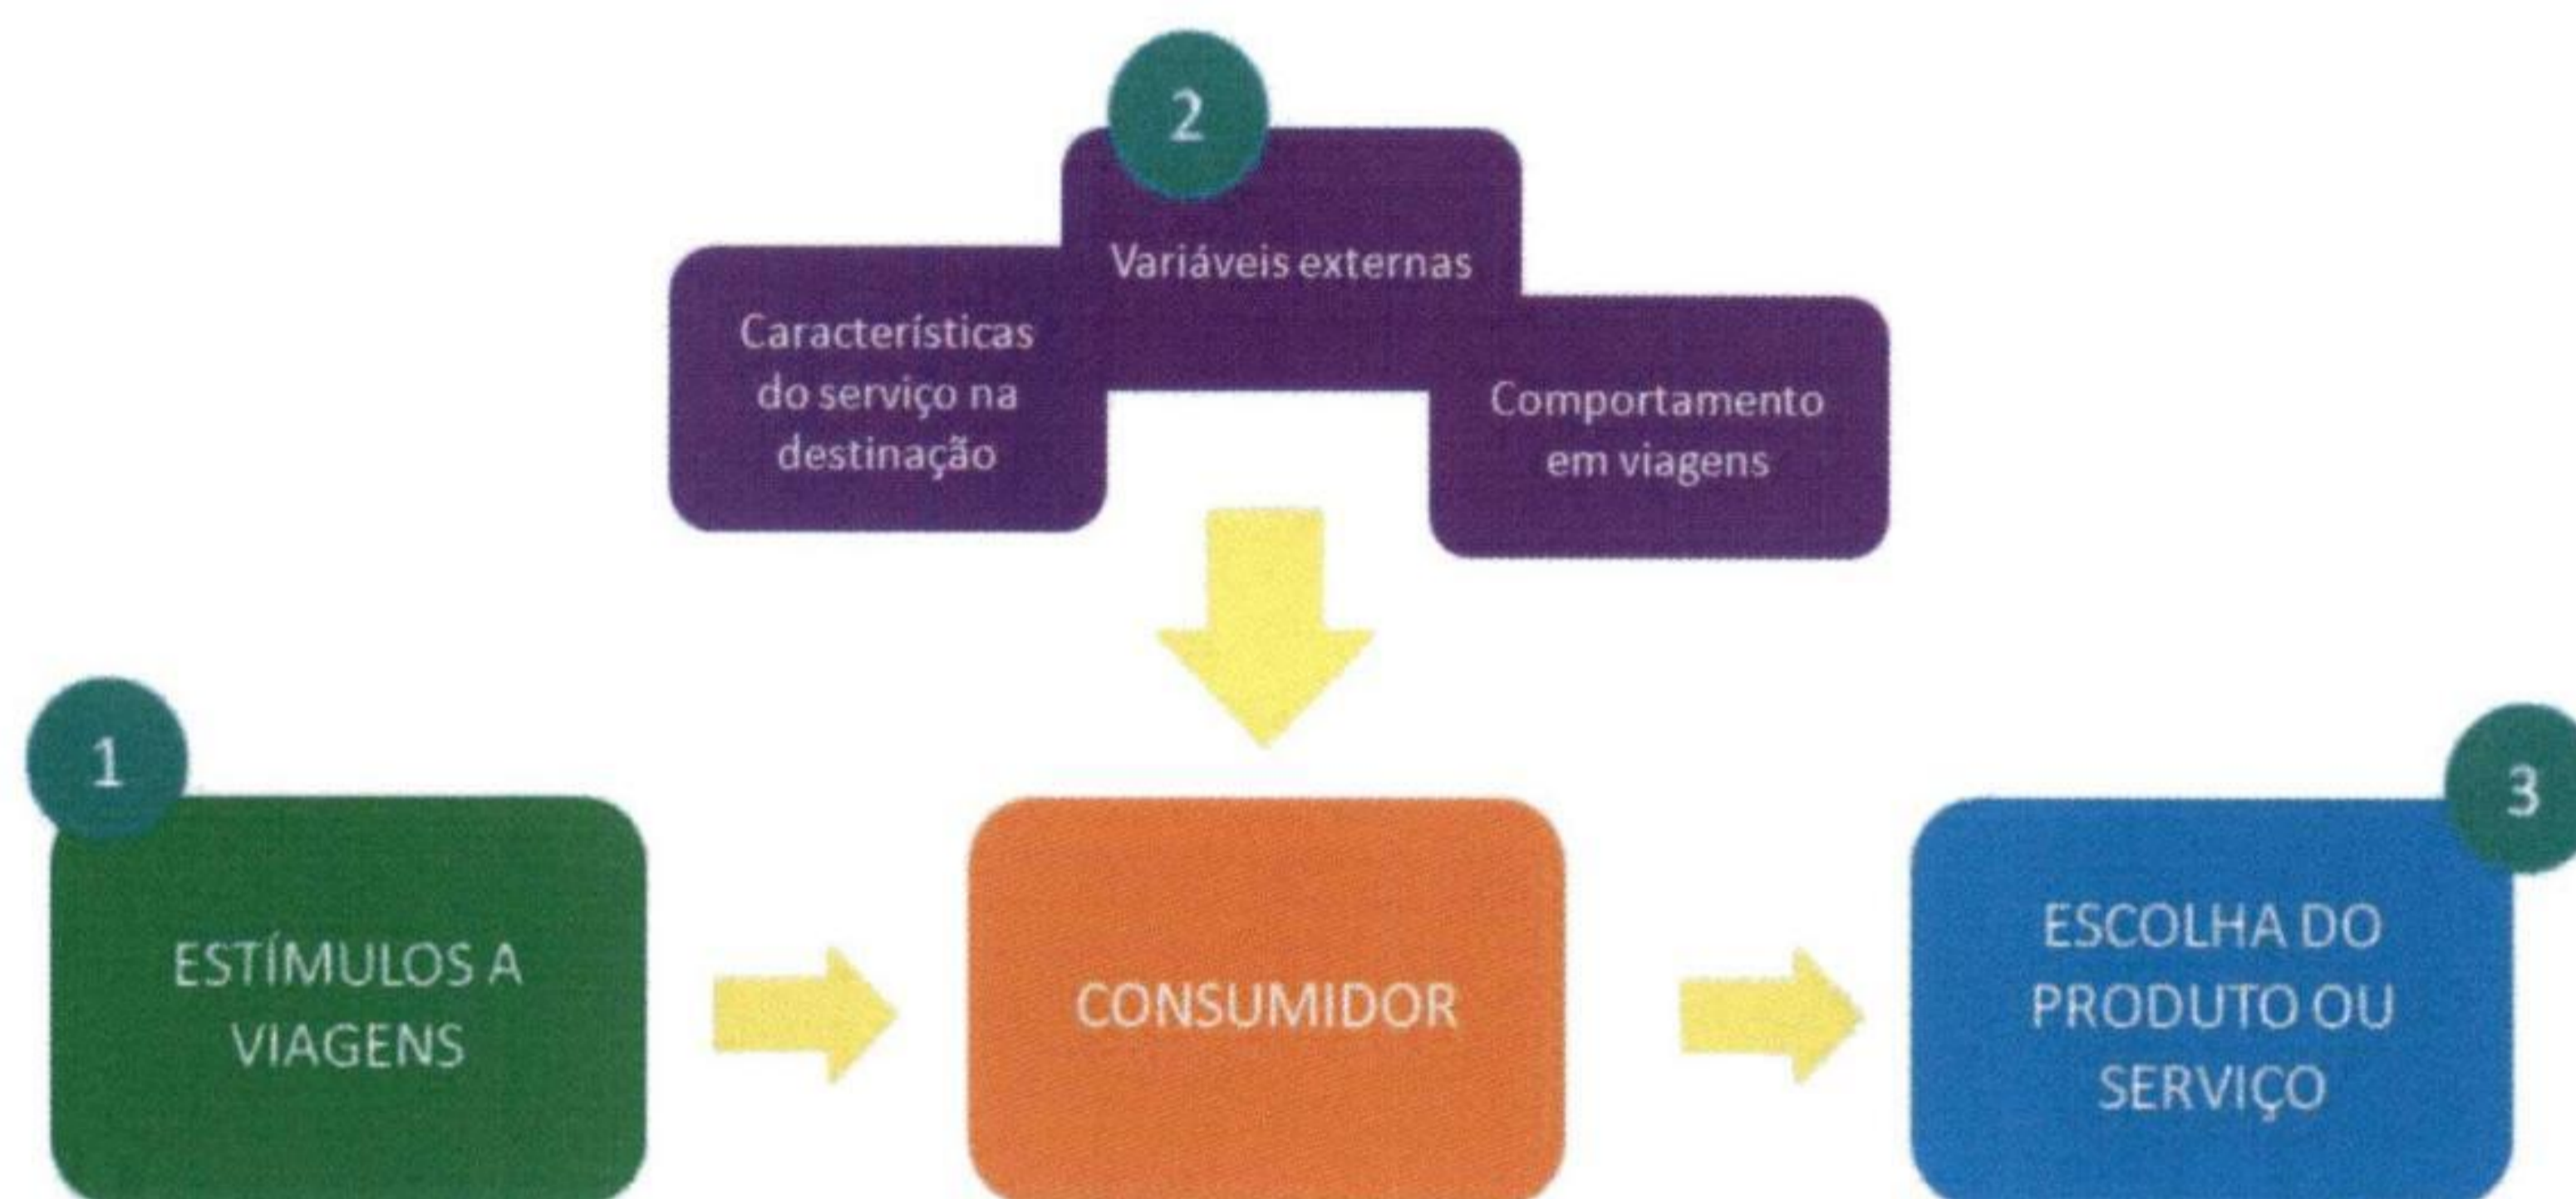 2
Variáveis externas
Características
do serviço na
destinação
Comportamento
em viagens
1
ESTÍMULOS A
VIAGENS
CONSUMIDOR
3
ESCOLHA DO
PRODUTO OU
SERVIÇO